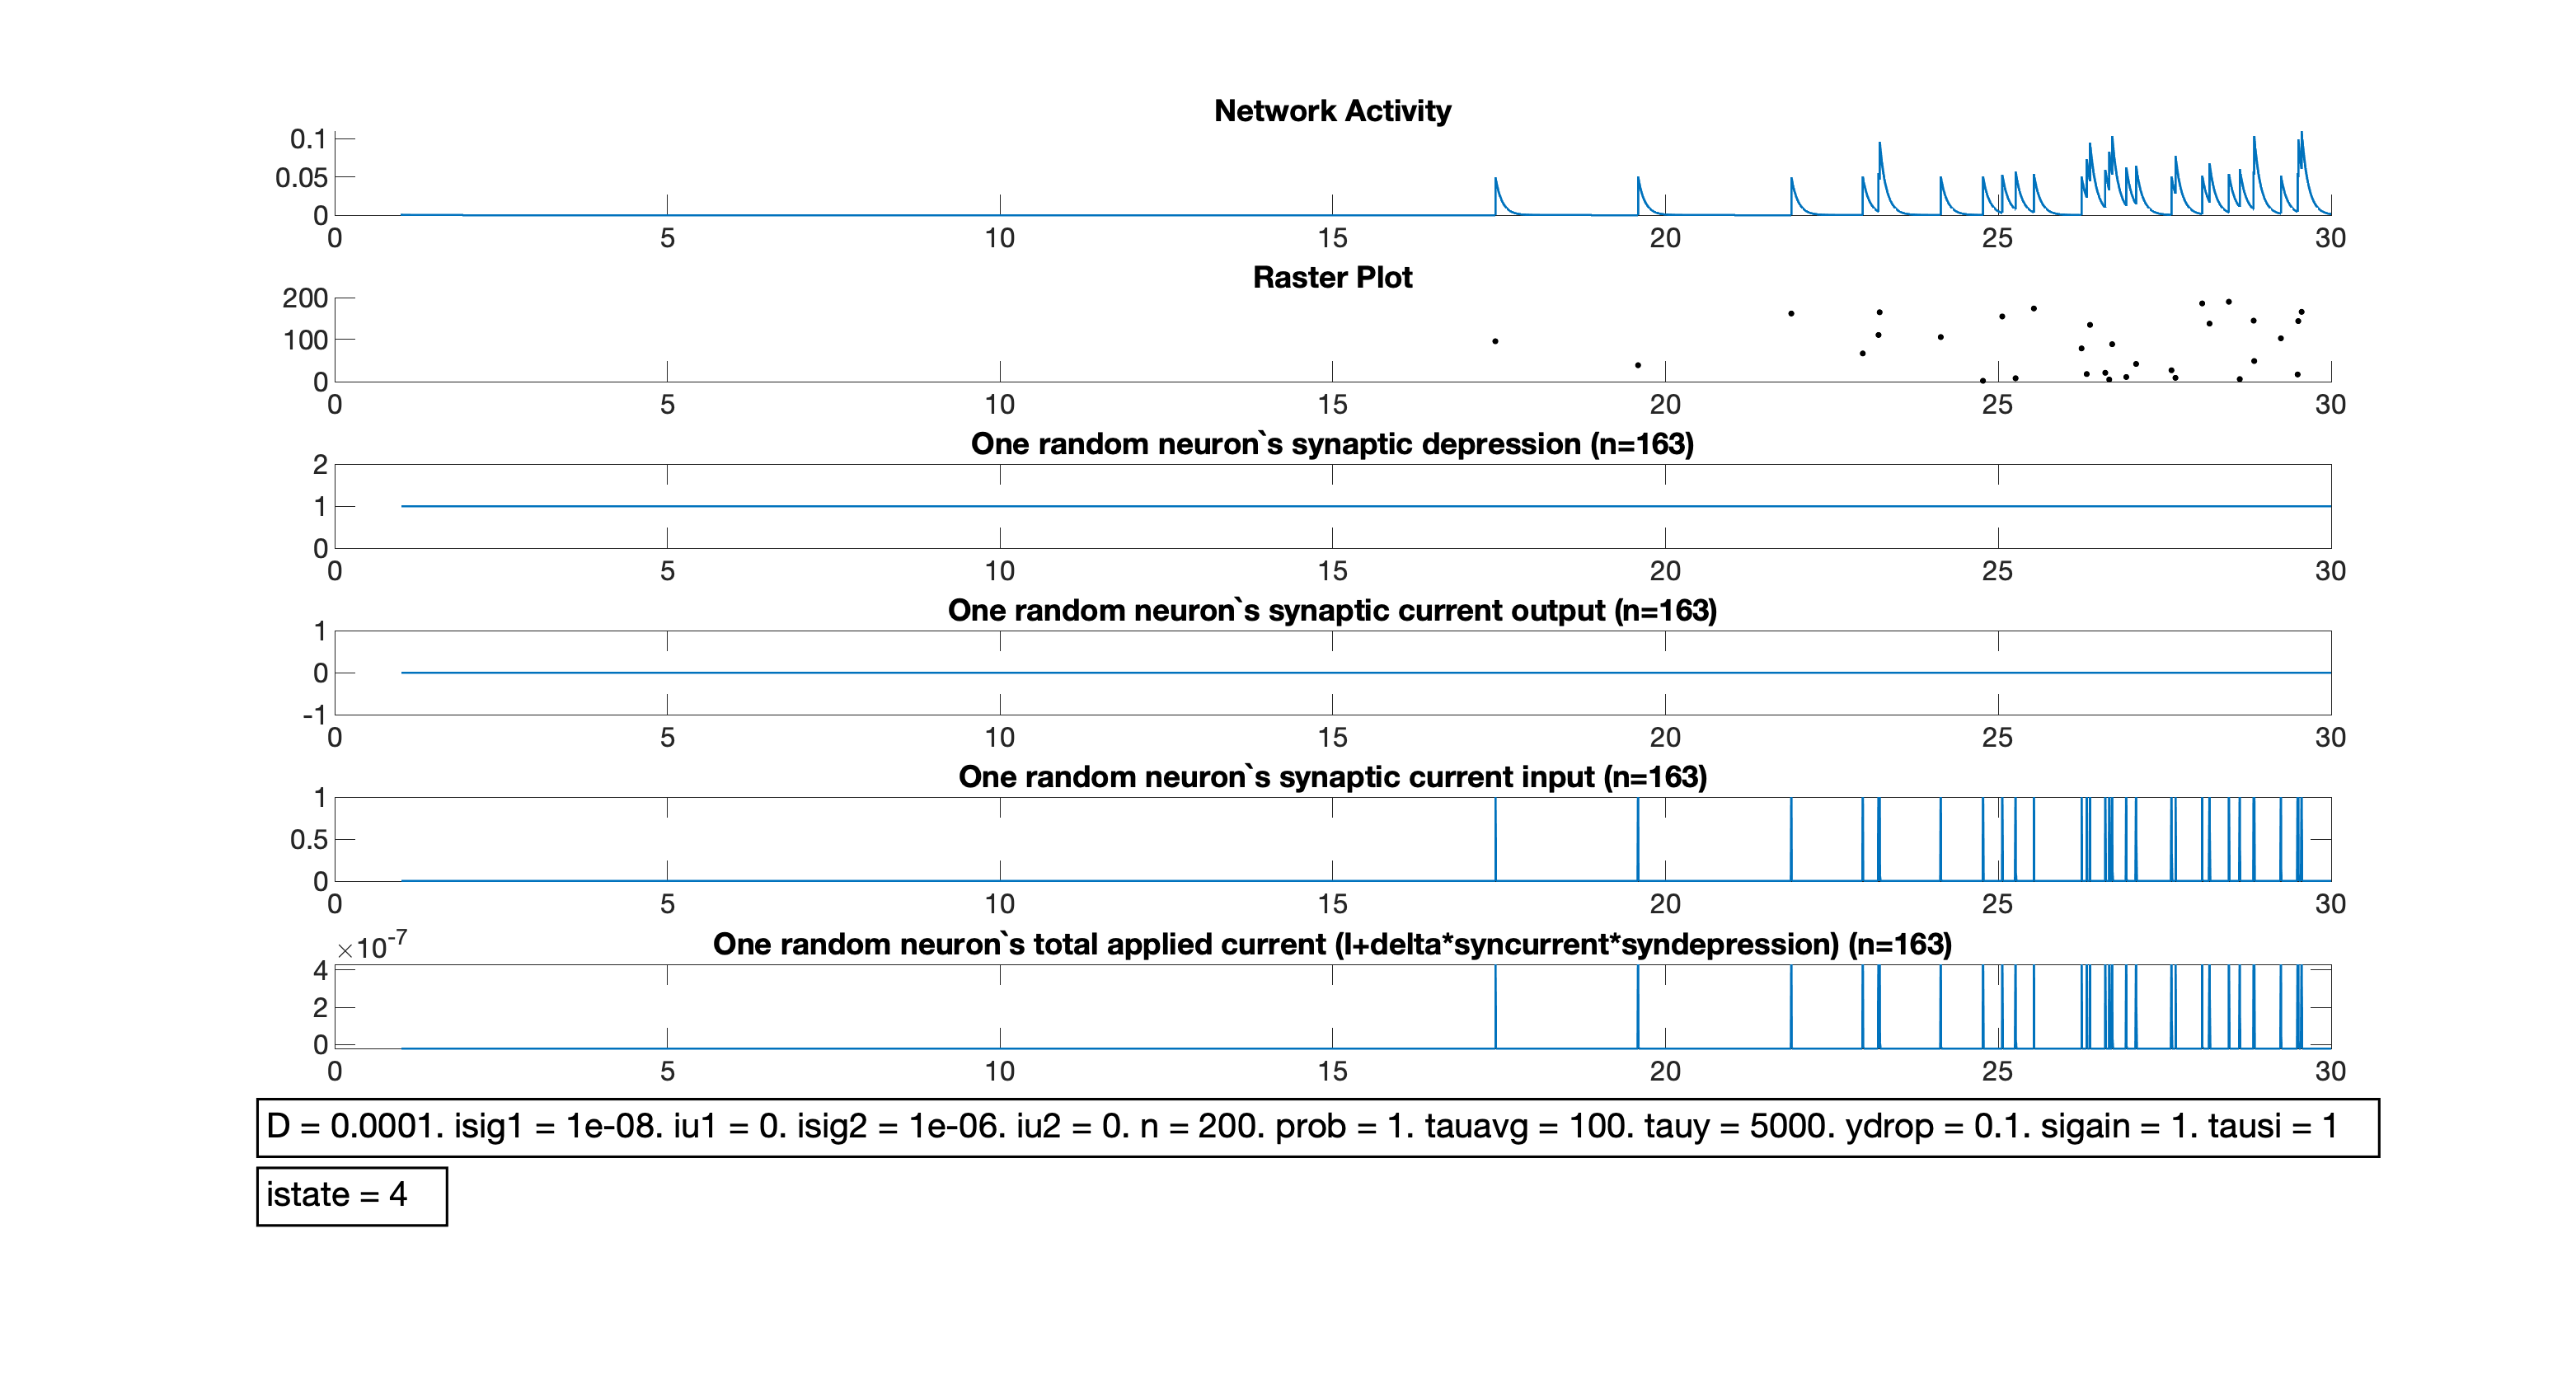 Network Activity
0.1
0.05
0
0 5 10 15 20 25 30
Raster Plot
200
100
0
0 5 10 15 20 25 30
One random neuron`s synaptic depression (n=163)
2
1
0
0 5 10 15 20 25 30
One random neuron`s synaptic current output (n=163)
1
0
-1
0 5 10 15 20 25 30
One random neuron`s synaptic current input (n=163)
1
0.5
0
0 5 10 15 20 25 30
×10⁻⁷ One random neuron`s total applied current (I+delta*syncurrent*syndepression) (n=163)
4
2
0
0 5 10 15 20 25 30
D = 0.0001. isig1 = 1e-08. iu1 = 0. isig2 = 1e-06. iu2 = 0. n = 200. prob = 1. tauavg = 100. tauy = 5000. ydrop = 0.1. sigain = 1. tausi = 1
istate = 4